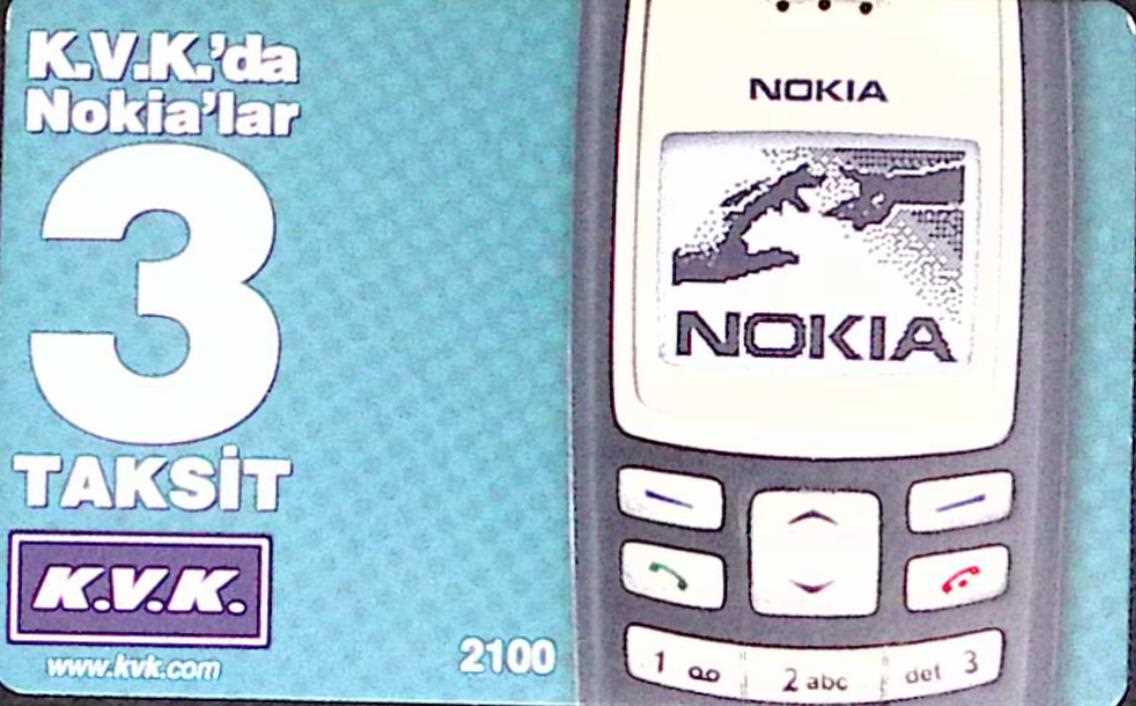 K.V.K.'da
Nokia'lar
3
TAKSİT
K.V.K.
www.kvk.com
2100
NOKIA
NOKIA
1
2 abc
def 3